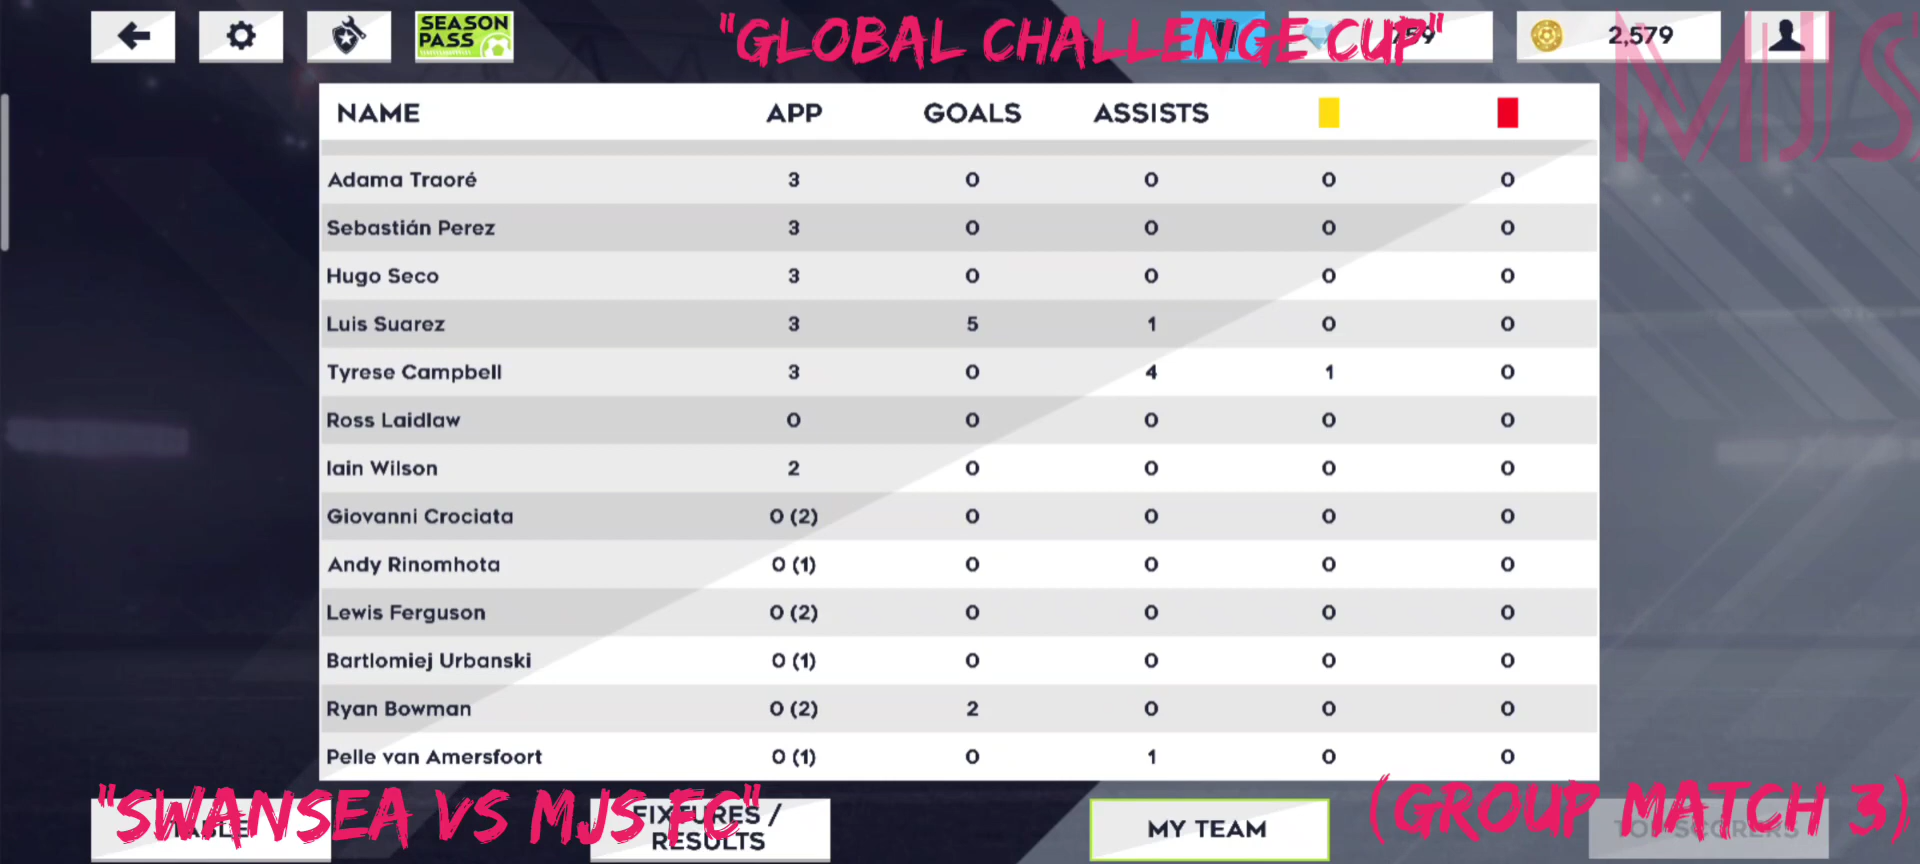 SEASON
PASS
"GLOBAL CHALLENGE CUP"
2,579
MJS
NAME APP GOALS ASSISTS
Adama Traoré 3 0 0 0 0
Sebastián Perez 3 0 0 0 0
Hugo Seco 3 0 0 0 0
Luis Suarez 3 5 1 0 0
Tyrese Campbell 3 0 4 1 0
Ross Laidlaw 0 0 0 0 0
Iain Wilson 2 0 0 0 0
Giovanni Crociata 0 (2) 0 0 0 0
Andy Rinomhota 0 (1) 0 0 0 0
Lewis Ferguson 0 (2) 0 0 0 0
Bartlomiej Urbanski 0 (1) 0 0 0 0
Ryan Bowman 0 (2) 2 0 0 0
Pelle van Amersfoort 0 (1) 0 1 0 0
"SWANSEA VS MJS FC"
(GROUP MATCH 3)
TABLE
FIXTURES /
RESULTS
MY TEAM
TOP SCORERS